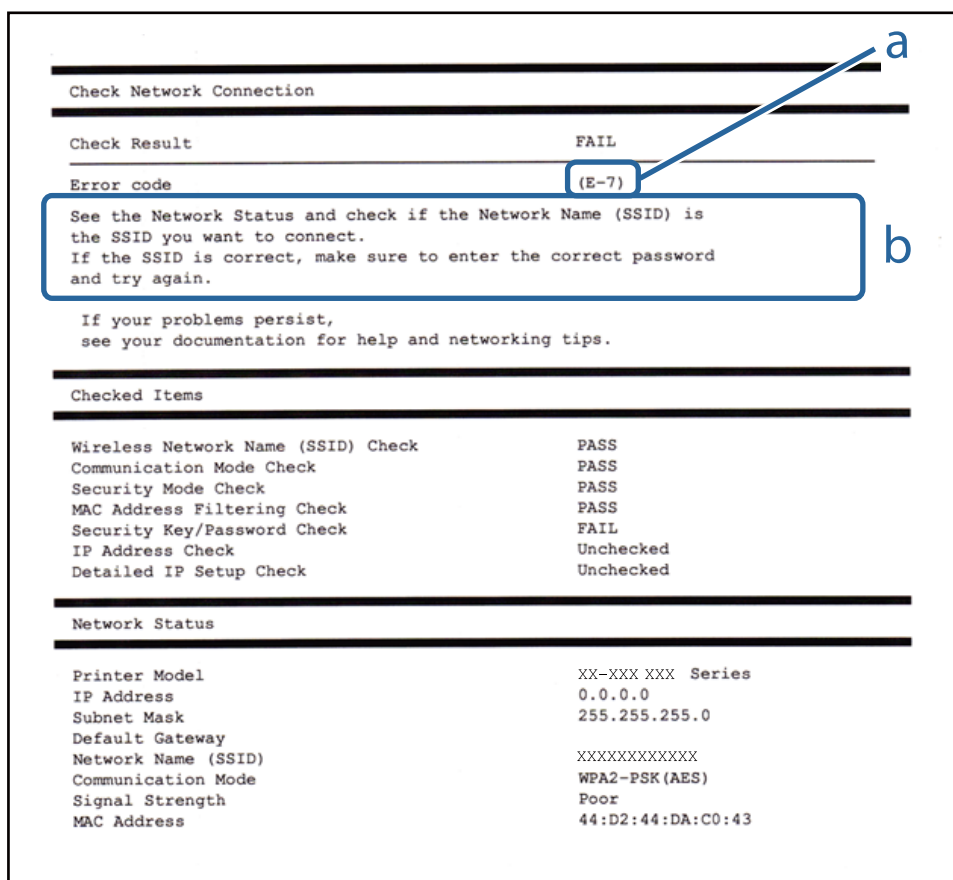 a
Check Network Connection
Check Result FAIL
Error code (E-7)
See the Network Status and check if the Network Name (SSID) is
the SSID you want to connect.
If the SSID is correct, make sure to enter the correct password
and try again.
b
If your problems persist,
see your documentation for help and networking tips.
Checked Items
Wireless Network Name (SSID) Check PASS
Communication Mode Check PASS
Security Mode Check PASS
MAC Address Filtering Check PASS
Security Key/Password Check FAIL
IP Address Check Unchecked
Detailed IP Setup Check Unchecked
Network Status
Printer Model XX-XXX XXX Series
IP Address 0.0.0.0
Subnet Mask 255.255.255.0
Default Gateway
Network Name (SSID) XXXXXXXXXXXX
Communication Mode WPA2-PSK(AES)
Signal Strength Poor
MAC Address 44:D2:44:DA:C0:43